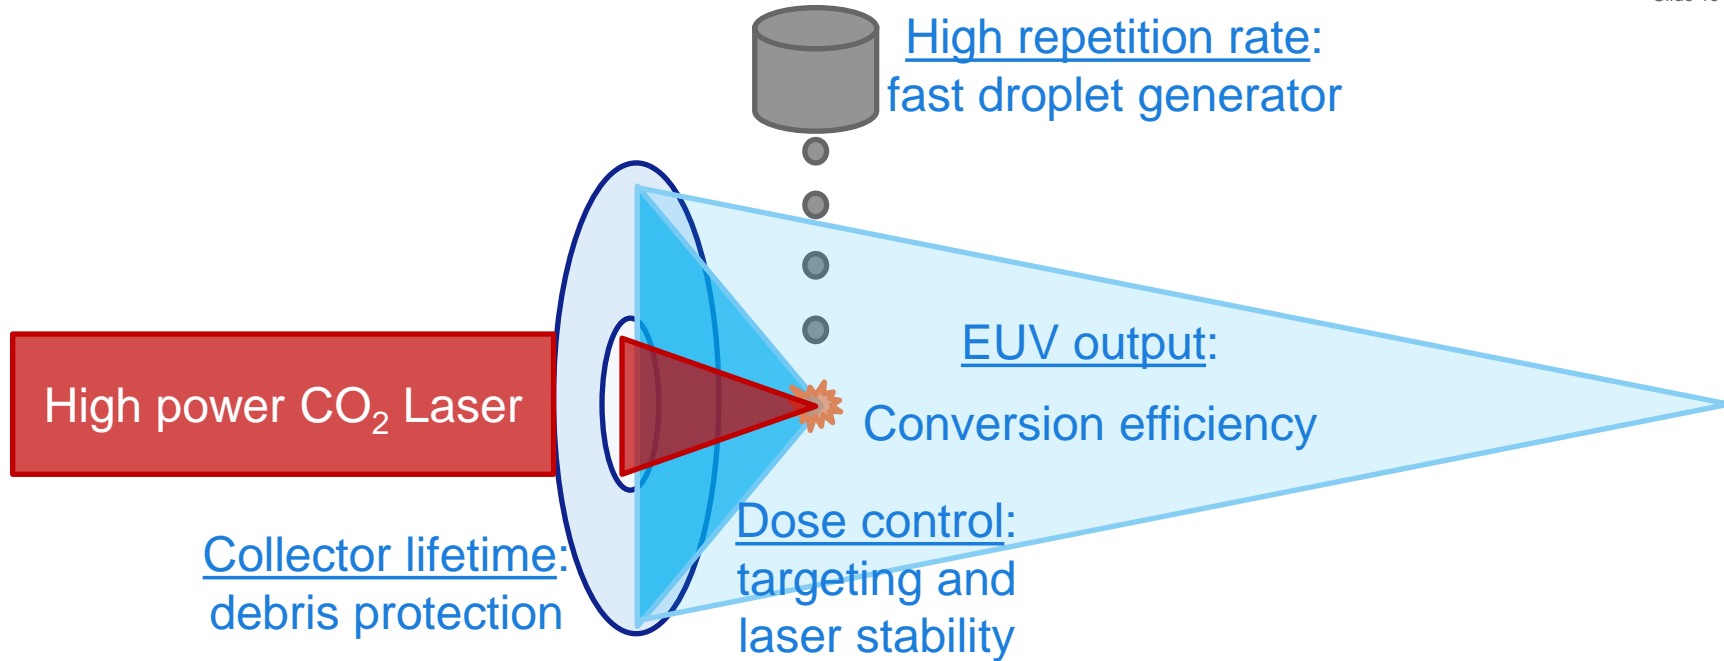 High repetition rate:
fast droplet generator
EUV output:
High power CO₂ Laser
Conversion efficiency
Collector lifetime:
debris protection
Dose control:
targeting and
laser stability